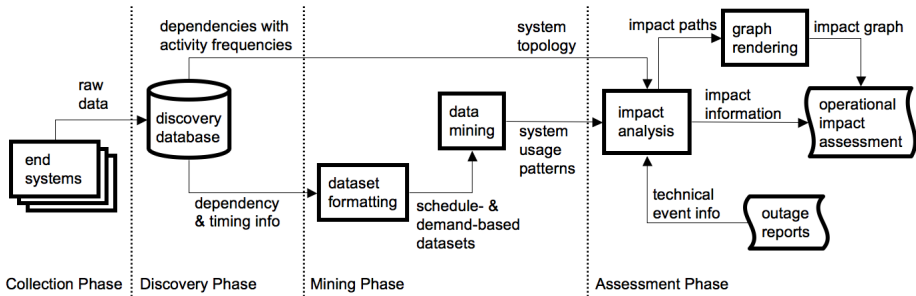 raw
data
end
systems
Collection Phase
dependencies with
activity frequencies
discovery
database
dependency
& timing info
Discovery Phase
system
topology
dataset
formatting
schedule- &
demand-based
datasets
data
mining
system
usage
patterns
Mining Phase
impact paths
graph
rendering
impact graph
impact
analysis
impact
information
operational
impact
assessment
technical
event info
outage
reports
Assessment Phase